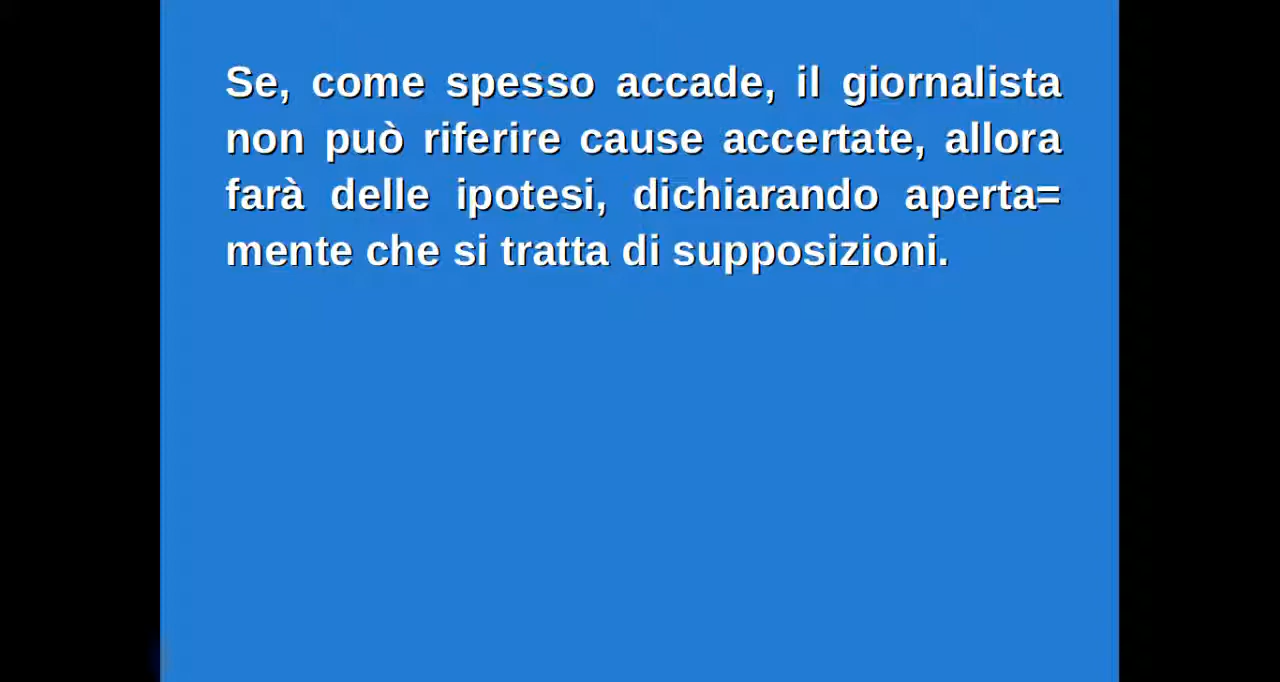 Se, come spesso accade, il giornalista
non può riferire cause accertate, allora
farà delle ipotesi, dichiarando aperta=
mente che si tratta di supposizioni.